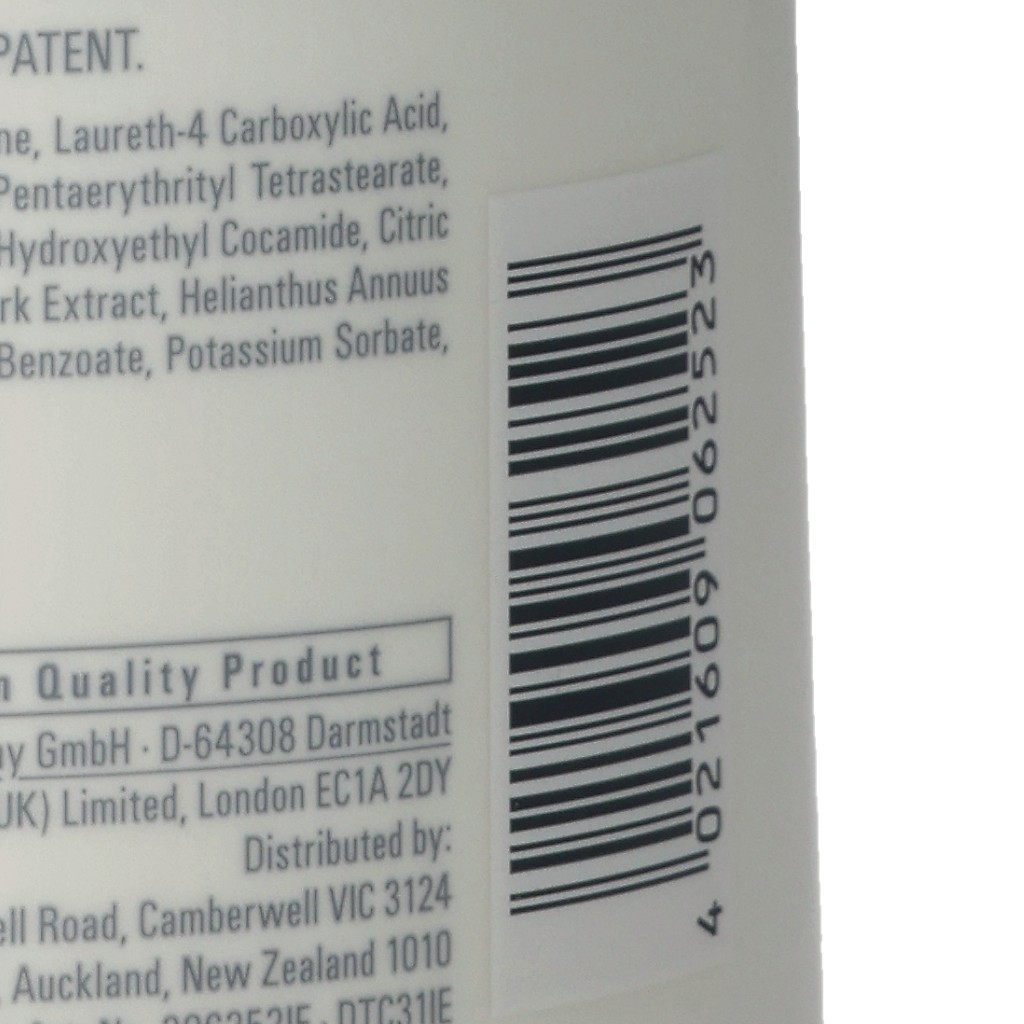 PATENT.
ne, Laureth-4 Carboxylic Acid,
Pentaerythrityl Tetrastearate,
Hydroxyethyl Cocamide, Citric
rk Extract, Helianthus Annuus
Benzoate, Potassium Sorbate,
n Quality Product
ay GmbH · D-64308 Darmstadt
(UK) Limited, London EC1A 2DY
Distributed by:
ell Road, Camberwell VIC 3124
, Auckland, New Zealand 1010
DTC31IE
4 021609 062523